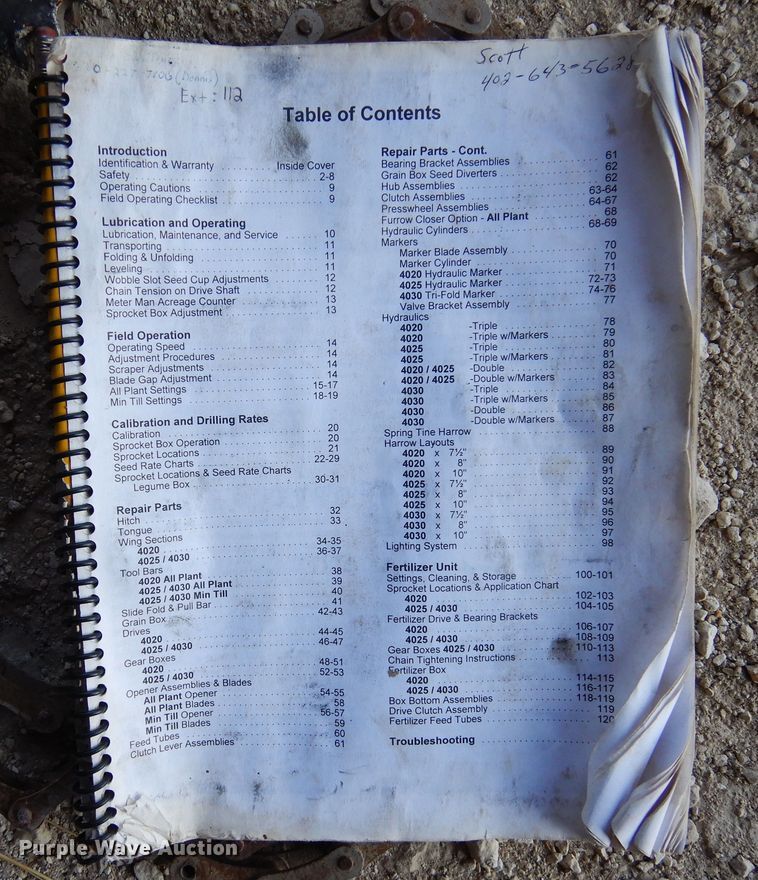 (Dennis)
Ext: 112
Scott
402-643-56
Table of Contents
Introduction
Identification & Warranty Inside Cover
Safety 2-8
Operating Cautions 9
Field Operating Checklist 9
Lubrication and Operating
Lubrication, Maintenance, and Service 10
Transporting 11
Folding & Unfolding 11
Leveling 11
Wobble Slot Seed Cup Adjustments 12
Chain Tension on Drive Shaft 12
Meter Man Acreage Counter 13
Sprocket Box Adjustment 13
Field Operation
Operating Speed 14
Adjustment Procedures 14
Scraper Adjustments 14
Blade Gap Adjustment 14
All Plant Settings 15-17
Min Till Settings 18-19
Calibration and Drilling Rates
Calibration 20
Sprocket Box Operation 20
Sprocket Locations 21
Seed Rate Charts 22-29
Sprocket Locations & Seed Rate Charts
Legume Box 30-31
Repair Parts
Hitch 32
Tongue 33
Wing Sections
4020 34-35
4025 / 4030 36-37
Tool Bars
4020 All Plant 38
4025 / 4030 All Plant 39
4025 / 4030 Min Till 40
Slide Fold & Pull Bar 41
Grain Box 42-43
Drives
4020 44-45
4025 / 4030 46-47
Gear Boxes
4020 48-51
4025 / 4030 52-53
Opener Assemblies & Blades
All Plant Opener 54-55
All Plant Blades 58
Min Till Opener 56-57
Min Till Blades 59
Feed Tubes 60
Clutch Lever Assemblies 61
Repair Parts - Cont.
Bearing Bracket Assemblies 61
Grain Box Seed Diverters 62
Hub Assemblies 62
Clutch Assemblies 63-64
Presswheel Assemblies 64-67
Furrow Closer Option - All Plant 68
Hydraulic Cylinders 68-69
Markers
Marker Blade Assembly 70
Marker Cylinder 70
4020 Hydraulic Marker 71
4025 Hydraulic Marker 72-73
4030 Tri-Fold Marker 74-76
Valve Bracket Assembly 77
Hydraulics
4020 -Triple 78
4020 -Triple w/Markers 79
4025 -Triple 80
4025 -Triple w/Markers 81
4020 / 4025 -Double 82
4020 / 4025 -Double w/Markers 83
4030 -Triple 84
4030 -Triple w/Markers 85
4030 -Double 86
4030 -Double w/Markers 87
Spring Tine Harrow 88
Harrow Layouts
4020 x 7½" 89
4020 x 8" 90
4020 x 10" 91
4025 x 7½" 92
4025 x 8" 93
4025 x 10" 94
4030 x 7½" 95
4030 x 8" 96
4030 x 10" 97
Lighting System 98
Fertilizer Unit
Settings, Cleaning, & Storage 100-101
Sprocket Locations & Application Chart
4020 102-103
4025 / 4030 104-105
Fertilizer Drive & Bearing Brackets
4020 106-107
4025 / 4030 108-109
Gear Boxes 4025 / 4030 110-113
Chain Tightening Instructions 113
Fertilizer Box
4020 114-115
4025 / 4030 116-117
Box Bottom Assemblies 118-119
Drive Clutch Assembly 119
Fertilizer Feed Tubes 120
Troubleshooting
Purple Wave Auction